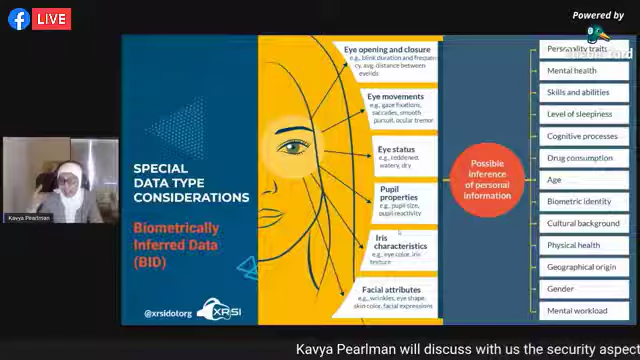 LIVE
Powered by
Kavya Pearlman
SPECIAL
DATA TYPE
CONSIDERATIONS
Biometrically
Inferred Data
(BID)
@xrsidotorg
XRSI
Eye opening and closure
e.g., blink duration and frequen
cy, avg. distance between
eyelids
Eye movements
e.g., gaze fixations,
saccades, smooth
pursuit, ocular tremor
Eye status
e.g., reddened,
watery, dry
Pupil
properties
e.g., pupil size,
pupil reactivity
Iris
characteristics
e.g., eye color, iris
texture
Facial attributes
e.g., wrinkles, eye shape,
skin color, facial expressions
Possible
inference
of personal
information
Personality traits
Mental health
Skills and abilities
Level of sleepiness
Cognitive processes
Drug consumption
Age
Biometric identity
Cultural background
Physical health
Geographical origin
Gender
Mental workload
Kavya Pearlman will discuss with us the security aspect